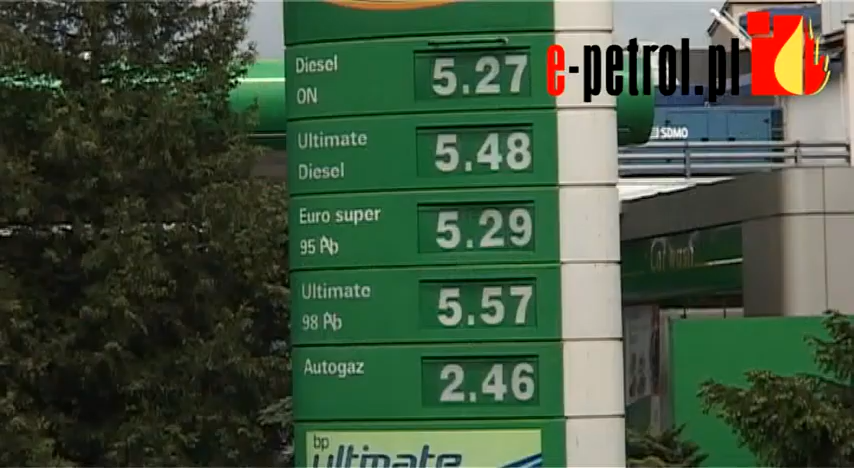 e-petrol.pl
Diesel
ON
5.27
SDMO
Ultimate
Diesel
5.48
Euro super
95 Pb
5.29
Ultimate
98 Pb
5.57
Autogaz
2.46
bp
ultimate